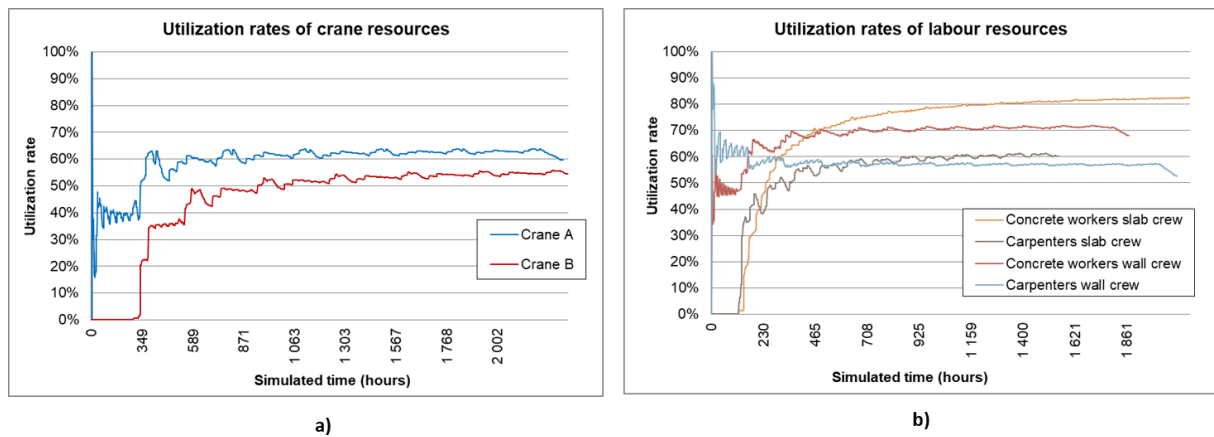 Utilization rates of crane resources
100%
90%
80%
70%
60%
50%
40%
30%
20%
10%
0%
Utilization rate
Crane A
Crane B
0
349
589
871
1 063
1 303
1 567
1 768
2 002
Simulated time (hours)
a)
Utilization rates of labour resources
100%
90%
80%
70%
60%
50%
40%
30%
20%
10%
0%
Utilization rate
Concrete workers slab crew
Carpenters slab crew
Concrete workers wall crew
Carpenters wall crew
0
230
465
708
925
1 159
1 400
1 621
1 861
Simulated time (hours)
b)